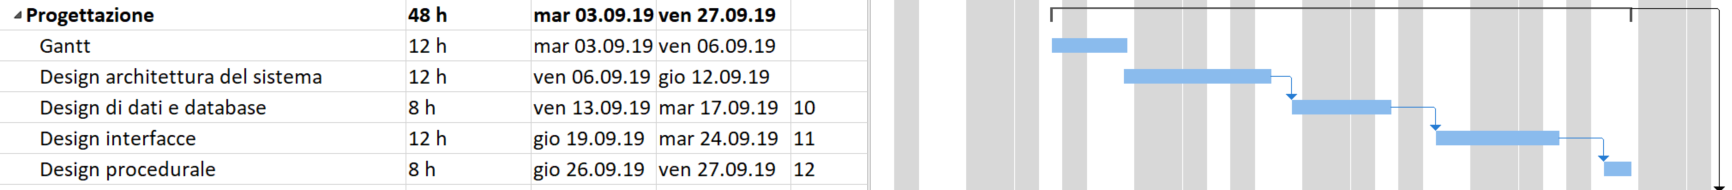 Progettazione 48 h mar 03.09.19 ven 27.09.19
Gantt 12 h mar 03.09.19 ven 06.09.19
Design architettura del sistema 12 h ven 06.09.19 gio 12.09.19
Design di dati e database 8 h ven 13.09.19 mar 17.09.19 10
Design interfacce 12 h gio 19.09.19 mar 24.09.19 11
Design procedurale 8 h gio 26.09.19 ven 27.09.19 12